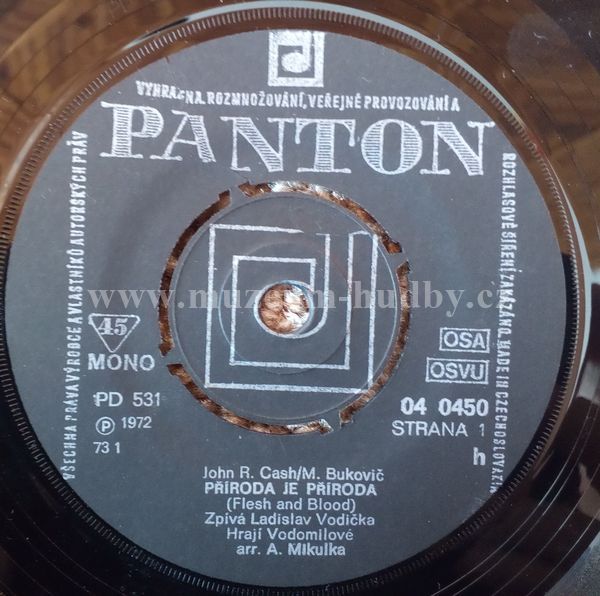 VŠECHNA PRÁVA VÝROBCE A VLASTNÍKŮ AUTORSKÝCH PRÁV
VYHRAZENA. ROZMNOŽOVÁNÍ, VEŘEJNÉ PROVOZOVÁNÍ A
ROZHLASOVÉ ŠÍŘENÍ ZAKÁZÁNO. MADE IN CZECHOSLOVAKIA
PANTON
www.muzeum-hudby.cz
45
MONO
OSA
OSVU
PD 531
Ⓟ 1972
73 1
04 0450
STRANA 1
h
John R. Cash/M. Bukovič
PŘÍRODA JE PŘÍRODA
(Flesh and Blood)
Zpívá Ladislav Vodička
Hrají Vodomilové
arr. A. Mikulka